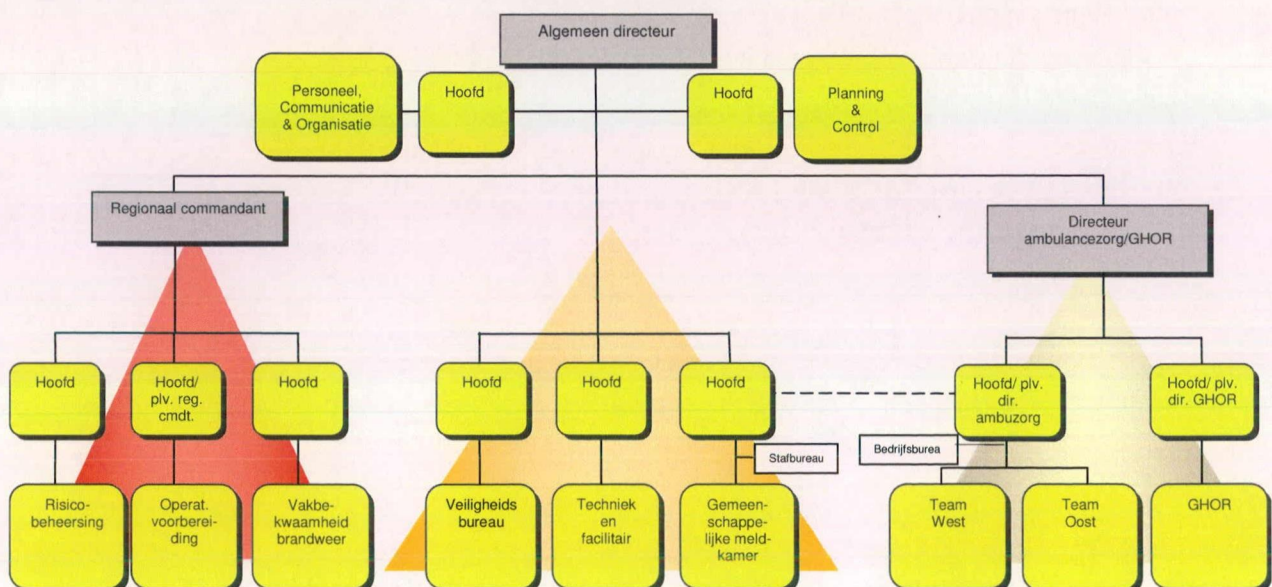 Algemeen directeur
Personeel,
Communicatie
& Organisatie
Hoofd
Hoofd
Planning
&
Control
Regionaal commandant
Directeur
ambulancezorg/GHOR
Hoofd
Hoofd/
plv. reg.
cmdt.
Hoofd
Hoofd
Hoofd
Hoofd
Hoofd/ plv.
dir.
ambuzorg
Hoofd/ plv.
dir. GHOR
Stafbureau
Bedrijfsburea
Risico-
beheersing
Operat.
voorberei-
ding
Vakbe-
kwaamheid
brandweer
Veiligheids
bureau
Techniek
en
facilitair
Gemeen-
schappe-
lijke meld-
kamer
Team
West
Team
Oost
GHOR